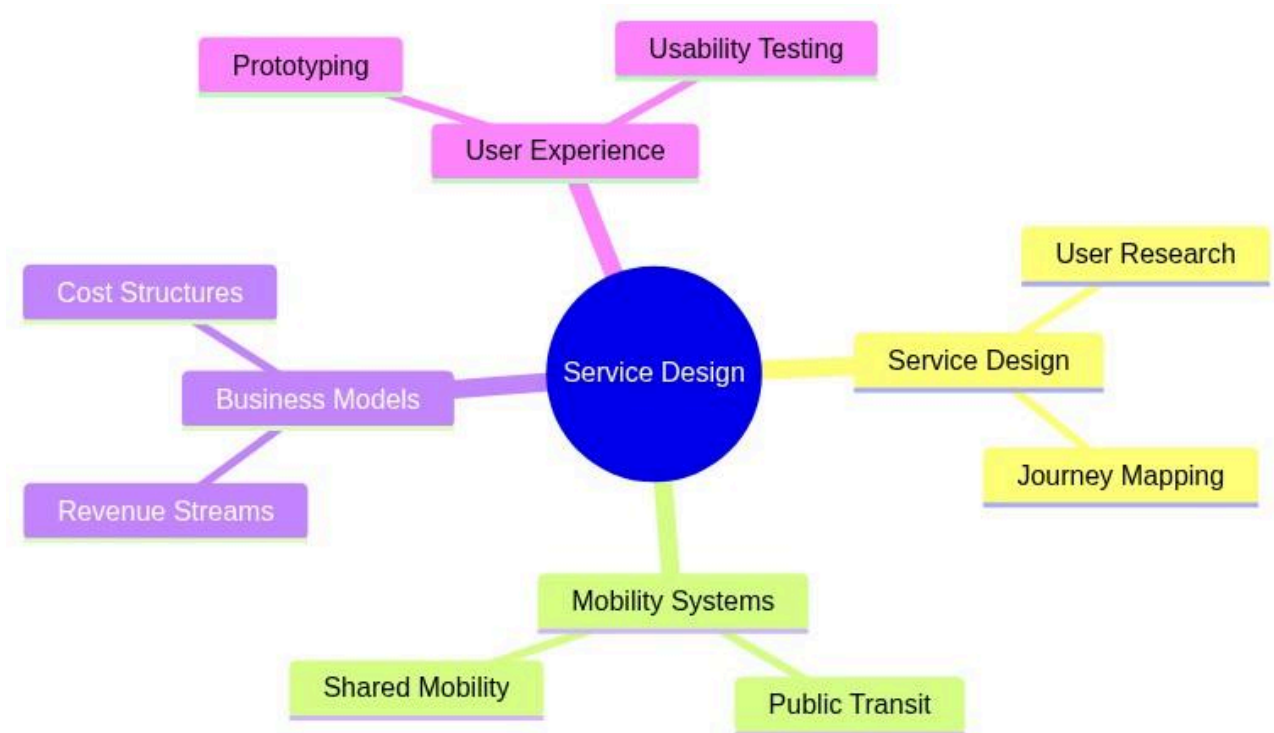 Usability Testing
Prototyping
User Experience
User Research
Cost Structures
Service Design
Service Design
Business Models
Journey Mapping
Revenue Streams
Mobility Systems
Shared Mobility
Public Transit